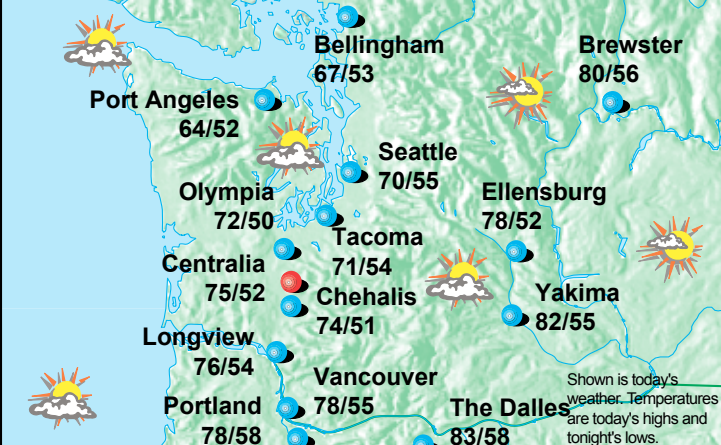 Bellingham
67/53
Brewster
80/56
Port Angeles
64/52
Seattle
70/55
Olympia
72/50
Ellensburg
78/52
Tacoma
71/54
Centralia
75/52
Chehalis
74/51
Yakima
82/55
Longview
76/54
Vancouver
78/55
Portland
78/58
The Dalles
83/58
Shown is today's
weather. Temperatures
are today's highs and
tonight's lows.